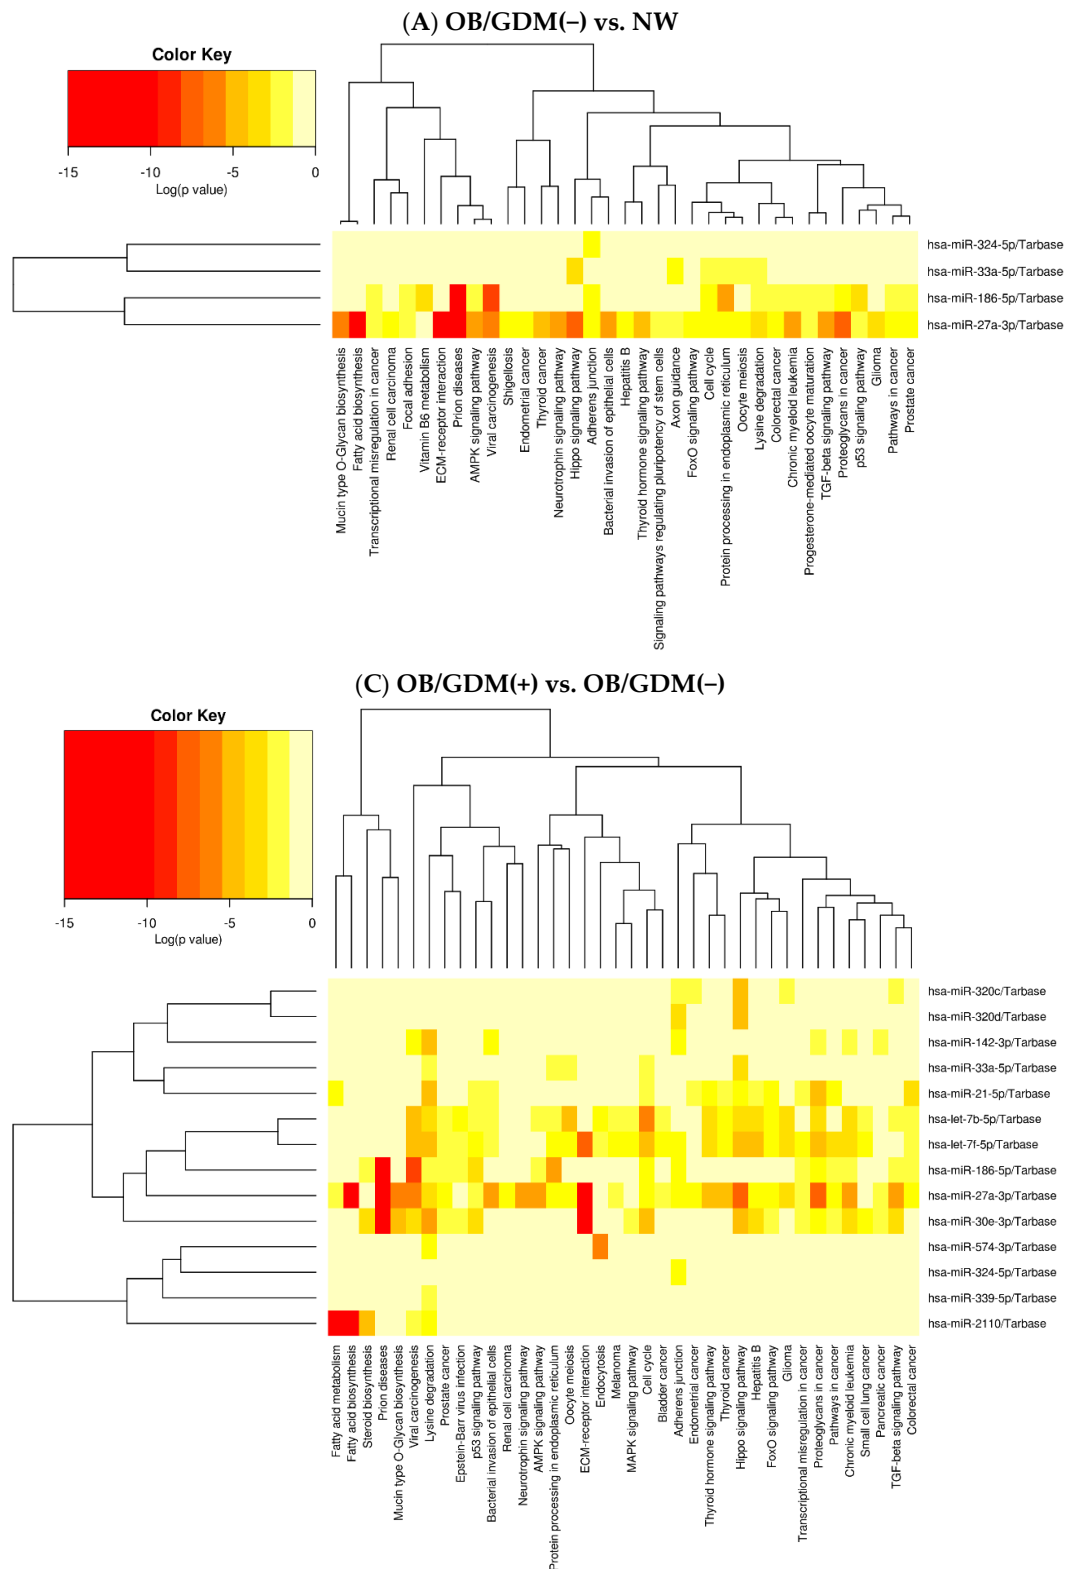 (A) OB/GDM(−) vs. NW
Color Key
-15
-10
-5
0
Log(p value)
hsa-miR-324-5p/Tarbase
hsa-miR-33a-5p/Tarbase
hsa-miR-186-5p/Tarbase
hsa-miR-27a-3p/Tarbase
Mucin type O-Glycan biosynthesis
Fatty acid biosynthesis
Transcriptional misregulation in cancer
Renal cell carcinoma
Focal adhesion
Vitamin B6 metabolism
ECM-receptor interaction
Prion diseases
AMPK signaling pathway
Viral carcinogenesis
Shigellosis
Endometrial cancer
Thyroid cancer
Neurotrophin signaling pathway
Hippo signaling pathway
Adherens junction
Bacterial invasion of epithelial cells
Hepatitis B
Thyroid hormone signaling pathway
Signaling pathways regulating pluripotency of stem cells
Axon guidance
FoxO signaling pathway
Cell cycle
Protein processing in endoplasmic reticulum
Oocyte meiosis
Lysine degradation
Colorectal cancer
Chronic myeloid leukemia
Progesterone-mediated oocyte maturation
TGF-beta signaling pathway
Proteoglycans in cancer
p53 signaling pathway
Glioma
Pathways in cancer
Prostate cancer
(C) OB/GDM(+) vs. OB/GDM(−)
Color Key
-15
-10
-5
0
Log(p value)
hsa-miR-320c/Tarbase
hsa-miR-320d/Tarbase
hsa-miR-142-3p/Tarbase
hsa-miR-33a-5p/Tarbase
hsa-miR-21-5p/Tarbase
hsa-let-7b-5p/Tarbase
hsa-let-7f-5p/Tarbase
hsa-miR-186-5p/Tarbase
hsa-miR-27a-3p/Tarbase
hsa-miR-30e-3p/Tarbase
hsa-miR-574-3p/Tarbase
hsa-miR-324-5p/Tarbase
hsa-miR-339-5p/Tarbase
hsa-miR-2110/Tarbase
Fatty acid metabolism
Fatty acid biosynthesis
Steroid biosynthesis
Prion diseases
Mucin type O-Glycan biosynthesis
Viral carcinogenesis
Lysine degradation
Prostate cancer
Epstein-Barr virus infection
p53 signaling pathway
Bacterial invasion of epithelial cells
Renal cell carcinoma
Neurotrophin signaling pathway
AMPK signaling pathway
Protein processing in endoplasmic reticulum
Oocyte meiosis
ECM-receptor interaction
Endocytosis
Melanoma
MAPK signaling pathway
Cell cycle
Bladder cancer
Adherens junction
Endometrial cancer
Thyroid hormone signaling pathway
Thyroid cancer
Hippo signaling pathway
Hepatitis B
FoxO signaling pathway
Glioma
Transcriptional misregulation in cancer
Proteoglycans in cancer
Pathways in cancer
Chronic myeloid leukemia
Small cell lung cancer
Pancreatic cancer
TGF-beta signaling pathway
Colorectal cancer